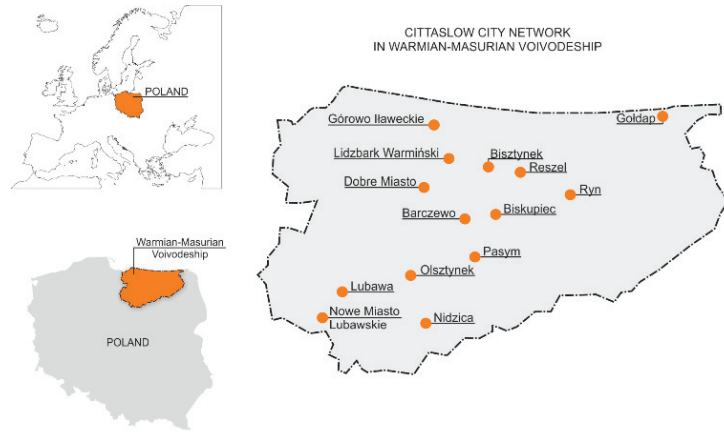 CITTASLOW CITY NETWORK
IN WARMIAN-MASURIAN VOIVODESHIP
POLAND
Górowo Iławeckie
Gołdap
Lidzbark Warmiński
Bisztynek
Reszel
Dobre Miasto
Ryn
Barczewo
Biskupiec
Pasym
Olsztynek
Lubawa
Nowe Miasto
Lubawskie
Nidzica
Warmian-Masurian
Voivodeship
POLAND